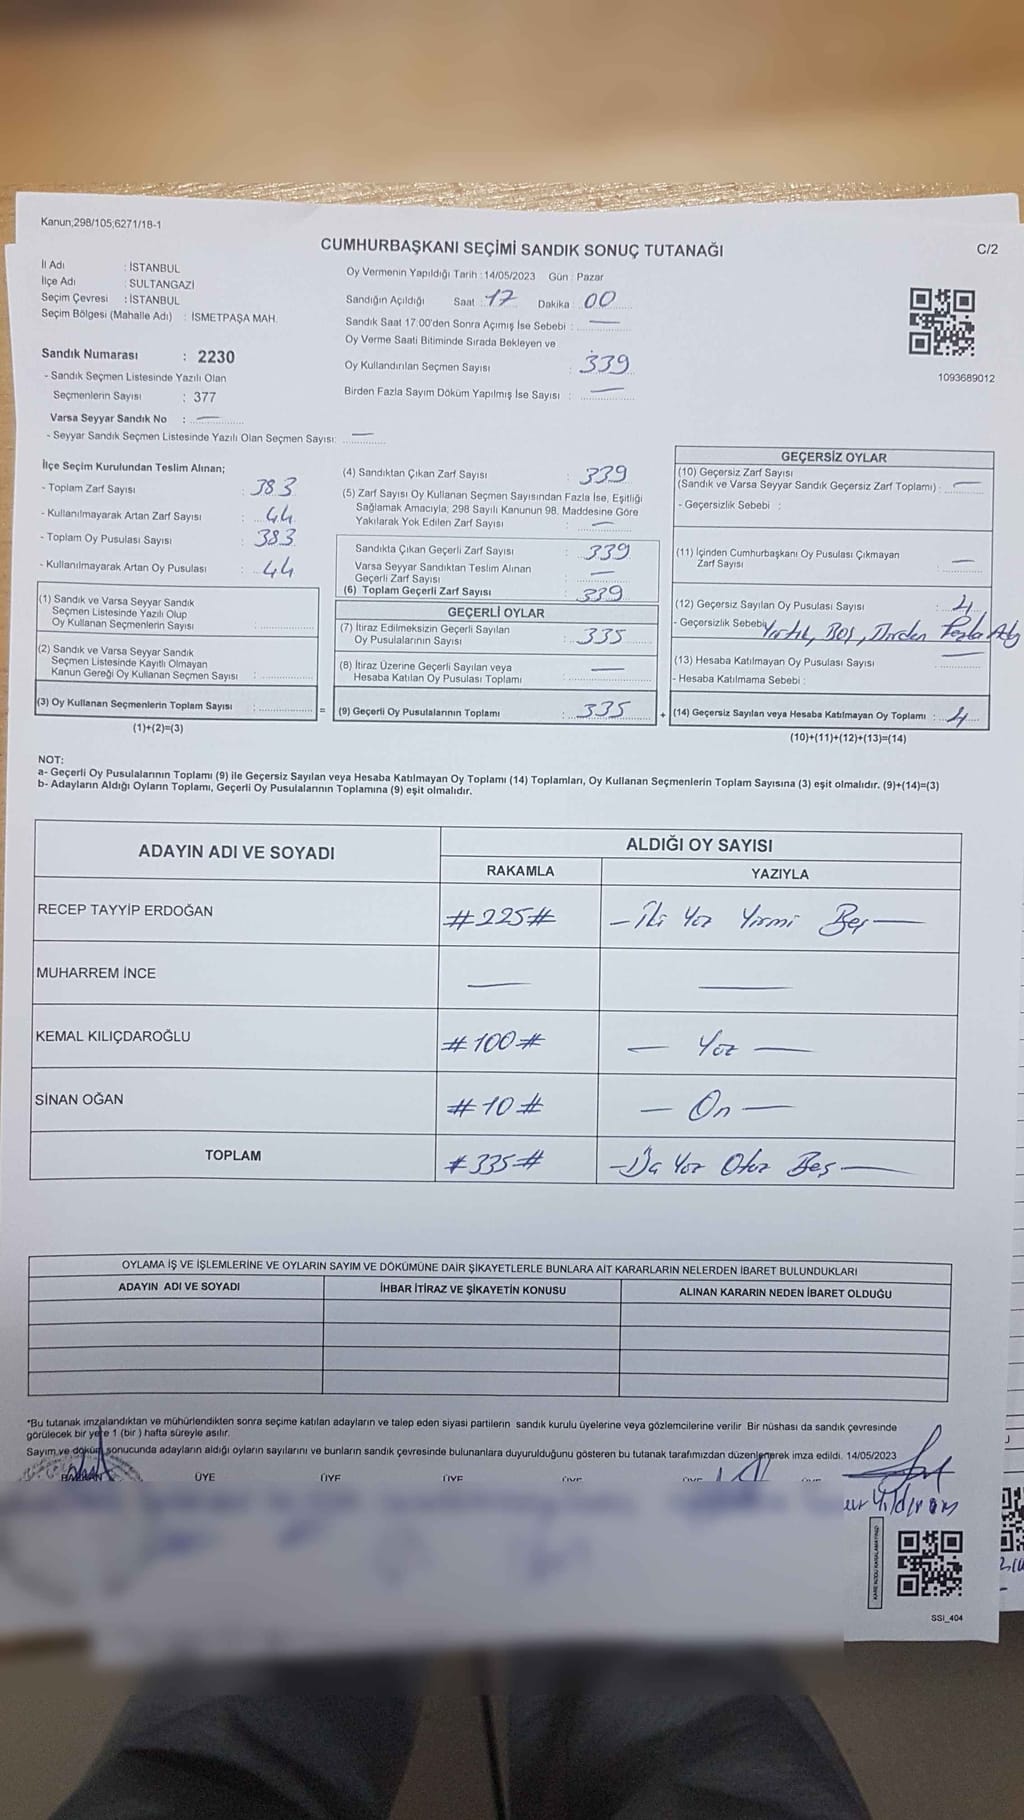 Kanun,298/105;6271/18-1
CUMHURBAŞKANI SEÇİMİ SANDIK SONUÇ TUTANAĞI
C/2
İl Adı : İSTANBUL
İlçe Adı : SULTANGAZİ
Seçim Çevresi : İSTANBUL
Seçim Bölgesi (Mahalle Adı) : İSMETPAŞA MAH.
Sandık Numarası : 2230
- Sandık Seçmen Listesinde Yazılı Olan
Seçmenlerin Sayısı : 377
Varsa Seyyar Sandık No : —
- Seyyar Sandık Seçmen Listesinde Yazılı Olan Seçmen Sayısı: —
Oy Vermenin Yapıldığı Tarih :14/05/2023 Gün : Pazar
Sandığın Açıldığı Saat : 17 Dakika : 00
Sandık Saat 17:00'den Sonra Açımış İse Sebebi : —
Oy Verme Saati Bitiminde Sırada Bekleyen ve
Oy Kullandırılan Seçmen Sayısı : 339
Birden Fazla Sayım Döküm Yapılmış İse Sayısı : —
1093689012
İlçe Seçim Kurulundan Teslim Alınan;
- Toplam Zarf Sayısı : 383
- Kullanılmayarak Artan Zarf Sayısı : 44
- Toplam Oy Pusulası Sayısı : 383
- Kullanılmayarak Artan Oy Pusulası : 44
(1) Sandık ve Varsa Seyyar Sandık
Seçmen Listesinde Yazılı Olup
Oy Kullanan Seçmenlerin Sayısı :
(2) Sandık ve Varsa Seyyar Sandık
Seçmen Listesinde Kayıtlı Olmayan
Kanun Gereği Oy Kullanan Seçmen Sayısı :
(3) Oy Kullanan Seçmenlerin Toplam Sayısı : =
(1)+(2)=(3)
(4) Sandıktan Çıkan Zarf Sayısı : 339
(5) Zarf Sayısı Oy Kullanan Seçmen Sayısından Fazla İse, Eşitliği
Sağlamak Amacıyla, 298 Sayılı Kanunun 98. Maddesine Göre
Yakılarak Yok Edilen Zarf Sayısı : —
Sandıkta Çıkan Geçerli Zarf Sayısı : 339
Varsa Seyyar Sandıktan Teslim Alınan
Geçerli Zarf Sayısı : —
(6) Toplam Geçerli Zarf Sayısı : 339
GEÇERLİ OYLAR
(7) İtiraz Edilmeksizin Geçerli Sayılan
Oy Pusulalarının Sayısı : 335
(8) İtiraz Üzerine Geçerli Sayılan veya
Hesaba Katılan Oy Pusulası Toplamı : —
(9) Geçerli Oy Pusulalarının Toplamı : 335 +
GEÇERSİZ OYLAR
(10) Geçersiz Zarf Sayısı
(Sandık ve Varsa Seyyar Sandık Geçersiz Zarf Toplamı) : —
- Geçersizlik Sebebi :
(11) İçinden Cumhurbaşkanı Oy Pusulası Çıkmayan
Zarf Sayısı : —
(12) Geçersiz Sayılan Oy Pusulası Sayısı : 4
- Geçersizlik Sebebi Yırtık, Boş, Birden Fazla
(13) Hesaba Katılmayan Oy Pusulası Sayısı : —
- Hesaba Katılmama Sebebi :
(14) Geçersiz Sayılan veya Hesaba Katılmayan Oy Toplamı : 4
(10)+(11)+(12)+(13)=(14)
NOT:
a- Geçerli Oy Pusulalarının Toplamı (9) ile Geçersiz Sayılan veya Hesaba Katılmayan Oy Toplamı (14) Toplamları, Oy Kullanan Seçmenlerin Toplam Sayısına (3) eşit olmalıdır. (9)+(14)=(3)
b- Adayların Aldığı Oyların Toplamı, Geçerli Oy Pusulalarının Toplamına (9) eşit olmalıdır.
ADAYIN ADI VE SOYADI
ALDIĞI OY SAYISI
RAKAMLA YAZIYLA
RECEP TAYYİP ERDOĞAN #225# — İki Yüz Yirmi Beş —
MUHARREM İNCE — —
KEMAL KILIÇDAROĞLU #100# — Yüz —
SİNAN OĞAN #10# — On —
TOPLAM #335# — Üç Yüz Otuz Beş —
OYLAMA İŞ VE İŞLEMLERİNE VE OYLARIN SAYIM VE DÖKÜMÜNE DAİR ŞİKAYETLERLE BUNLARA AİT KARARLARIN NELERDEN İBARET BULUNDUKLARI
ADAYIN ADI VE SOYADI İHBAR İTİRAZ VE ŞİKAYETİN KONUSU ALINAN KARARIN NEDEN İBARET OLDUĞU
*Bu tutanak imzalandıktan ve mühürlendikten sonra seçime katılan adayların ve talep eden siyasi partilerin sandık kurulu üyelerine veya gözlemcilerine verilir. Bir nüshası da sandık çevresinde
görülecek bir yere 1 (bir ) hafta süreyle asılır.
Sayım ve döküm sonucunda adayların aldığı oyların sayılarını ve bunların sandık çevresinde bulunanlara duyurulduğunu gösteren bu tutanak tarafımızdan düzenlenerek imza edildi. 14/05/2023
BAŞKAN ÜYE ÜYE ÜYE ÜYE ÜYE ÜYE
Yıldırım
SSİ_404